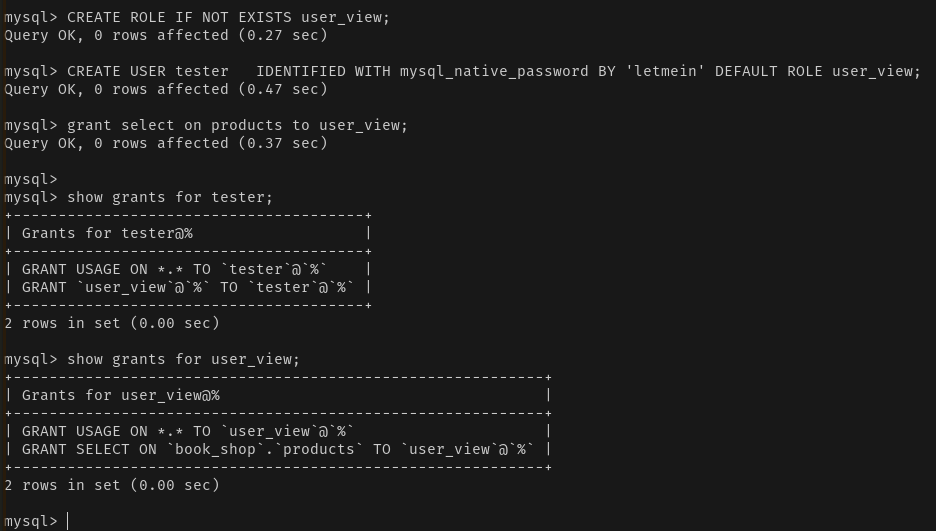 mysql> CREATE ROLE IF NOT EXISTS user_view;
Query OK, 0 rows affected (0.27 sec)
mysql> CREATE USER tester   IDENTIFIED WITH mysql_native_password BY 'letmein' DEFAULT ROLE user_view;
Query OK, 0 rows affected (0.47 sec)
mysql> grant select on products to user_view;
Query OK, 0 rows affected (0.37 sec)
mysql>
mysql> show grants for tester;
+---------------------------------------+
| Grants for tester@%                   |
+---------------------------------------+
| GRANT USAGE ON *.* TO `tester`@`%`    |
| GRANT `user_view`@`%` TO `tester`@`%` |
+---------------------------------------+
2 rows in set (0.00 sec)
mysql> show grants for user_view;
+-----------------------------------------------------------+
| Grants for user_view@%                                    |
+-----------------------------------------------------------+
| GRANT USAGE ON *.* TO `user_view`@`%`                     |
| GRANT SELECT ON `book_shop`.`products` TO `user_view`@`%` |
+-----------------------------------------------------------+
2 rows in set (0.00 sec)
mysql>